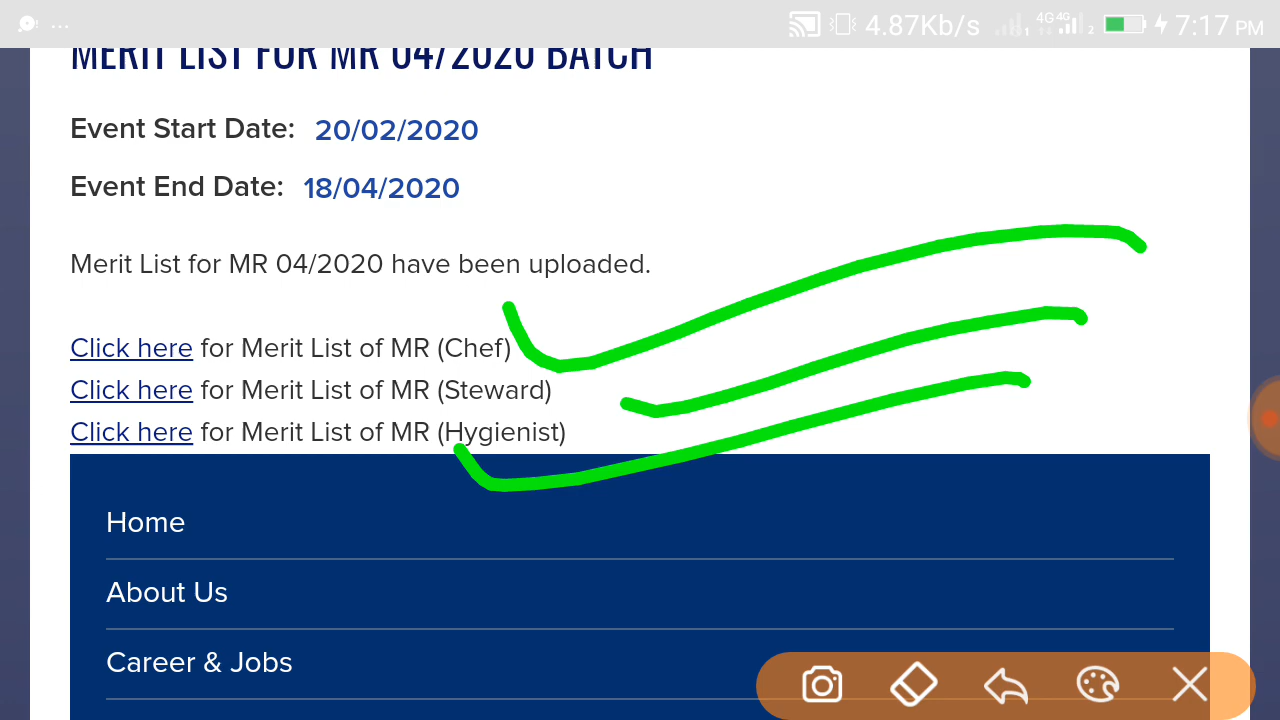 4.87Kb/s 4G 4G 2 7:17 PM
MERIT LIST FOR MR 04/2020 BATCH
Event Start Date: 20/02/2020
Event End Date: 18/04/2020
Merit List for MR 04/2020 have been uploaded.
Click here for Merit List of MR (Chef)
Click here for Merit List of MR (Steward)
Click here for Merit List of MR (Hygienist)
Home
About Us
Career & Jobs